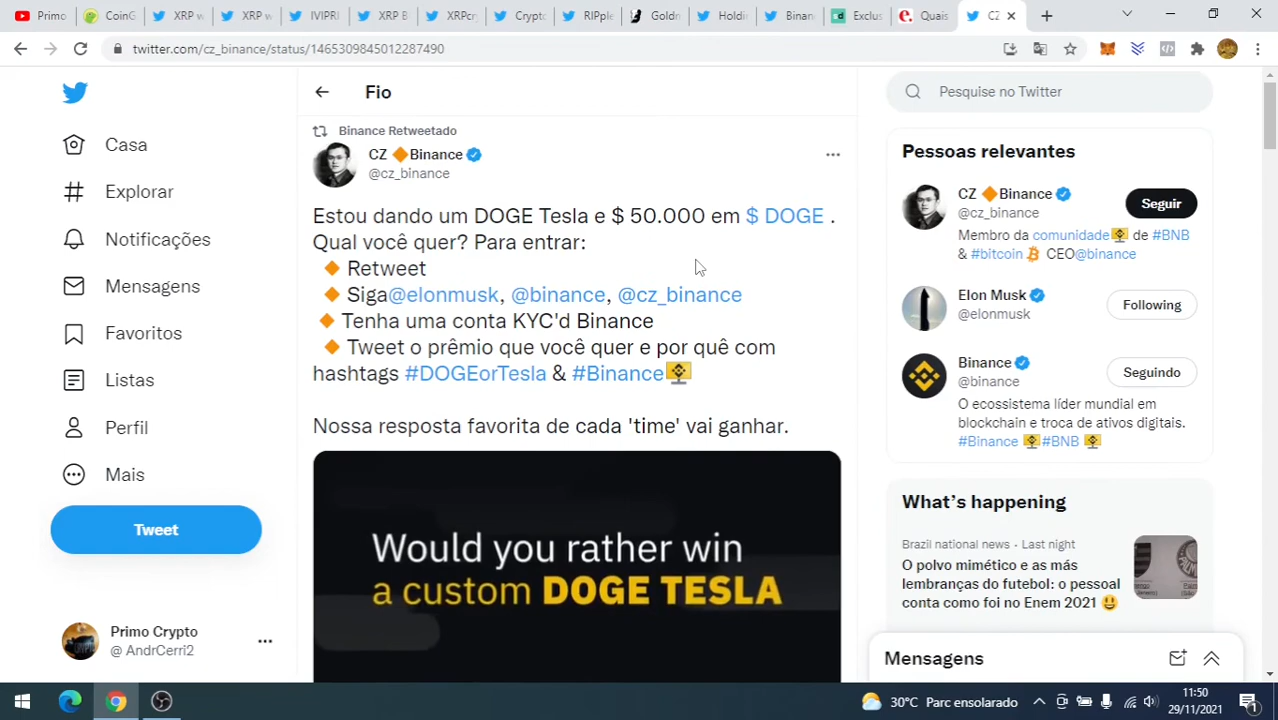 Primo
CoinG
XRP w
XRP w
IVIPRI
XRP B
XRPcr
Crypto
RIPple
Goldn
Holdi
Binan
Exclus
Quais
CZ
twitter.com/cz_binance/status/1465309845012287490
Casa
Explorar
Notificações
Mensagens
Favoritos
Listas
Perfil
Mais
Tweet
Primo Crypto
@ AndrCerri2
Fio
Binance Retweetado
CZ 🔶Binance
@cz_binance
Estou dando um DOGE Tesla e $ 50.000 em $ DOGE .
Qual você quer? Para entrar:
🔶 Retweet
🔶 Siga@elonmusk, @binance, @cz_binance
🔶 Tenha uma conta KYC'd Binance
🔶 Tweet o prêmio que você quer e por quê com
hashtags #DOGEorTesla & #Binance
Nossa resposta favorita de cada 'time' vai ganhar.
Would you rather win
a custom DOGE TESLA
Pesquise no Twitter
Pessoas relevantes
CZ 🔶Binance
@cz_binance
Seguir
Membro da comunidade de #BNB
& #bitcoin CEO@binance
Elon Musk
@elonmusk
Following
Binance
@binance
Seguindo
O ecossistema líder mundial em
blockchain e troca de ativos digitais.
#Binance #BNB
What's happening
Brazil national news · Last night
O polvo mimético e as más
lembranças do futebol: o pessoal
conta como foi no Enem 2021 😃
Mensagens
30°C Parc ensolarado
11:50
29/11/2021
1